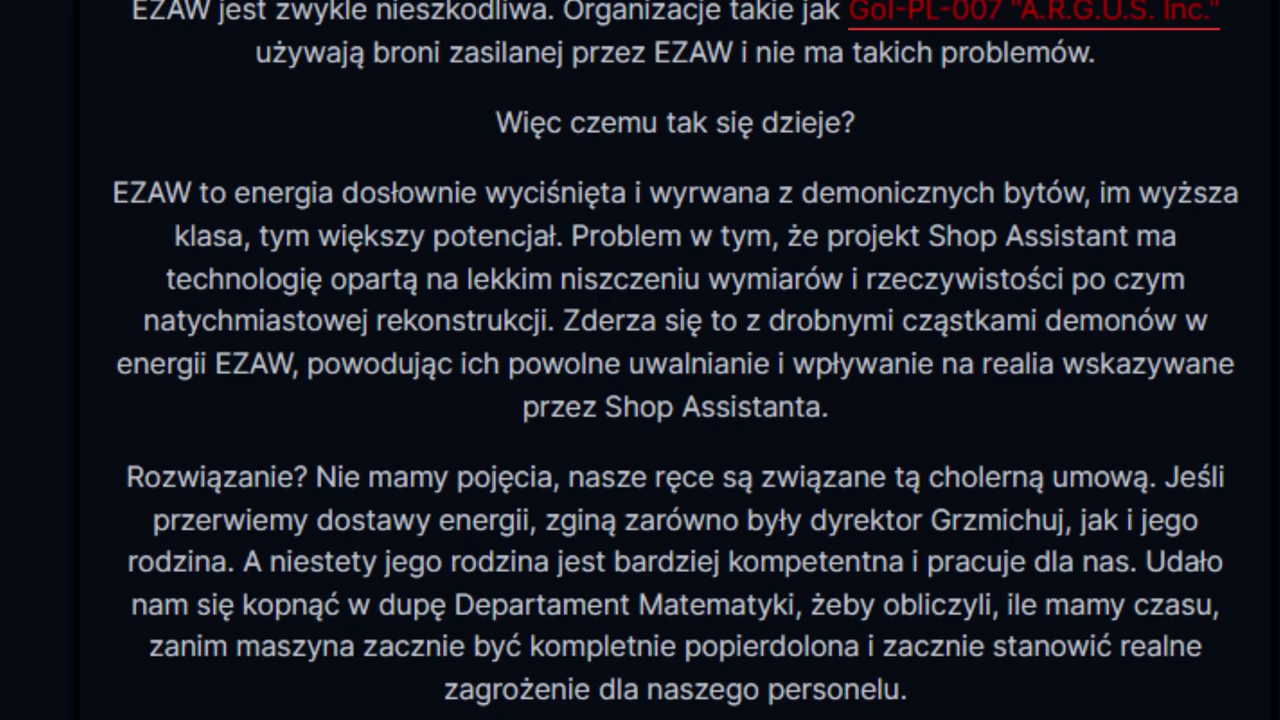 EZAW jest zwykle nieszkodliwa. Organizacje takie jak GoI-PL-007 "A.R.G.U.S. Inc."
używają broni zasilanej przez EZAW i nie ma takich problemów.
Więc czemu tak się dzieje?
EZAW to energia dosłownie wyciśnięta i wyrwana z demonicznych bytów, im wyższa
klasa, tym większy potencjał. Problem w tym, że projekt Shop Assistant ma
technologię opartą na lekkim niszczeniu wymiarów i rzeczywistości po czym
natychmiastowej rekonstrukcji. Zderza się to z drobnymi cząstkami demonów w
energii EZAW, powodując ich powolne uwalnianie i wpływanie na realia wskazywane
przez Shop Assistanta.
Rozwiązanie? Nie mamy pojęcia, nasze ręce są związane tą cholerną umową. Jeśli
przerwiemy dostawy energii, zginą zarówno były dyrektor Grzmichuj, jak i jego
rodzina. A niestety jego rodzina jest bardziej kompetentna i pracuje dla nas. Udało
nam się kopnąć w dupę Departament Matematyki, żeby obliczyli, ile mamy czasu,
zanim maszyna zacznie być kompletnie popierdolona i zacznie stanowić realne
zagrożenie dla naszego personelu.